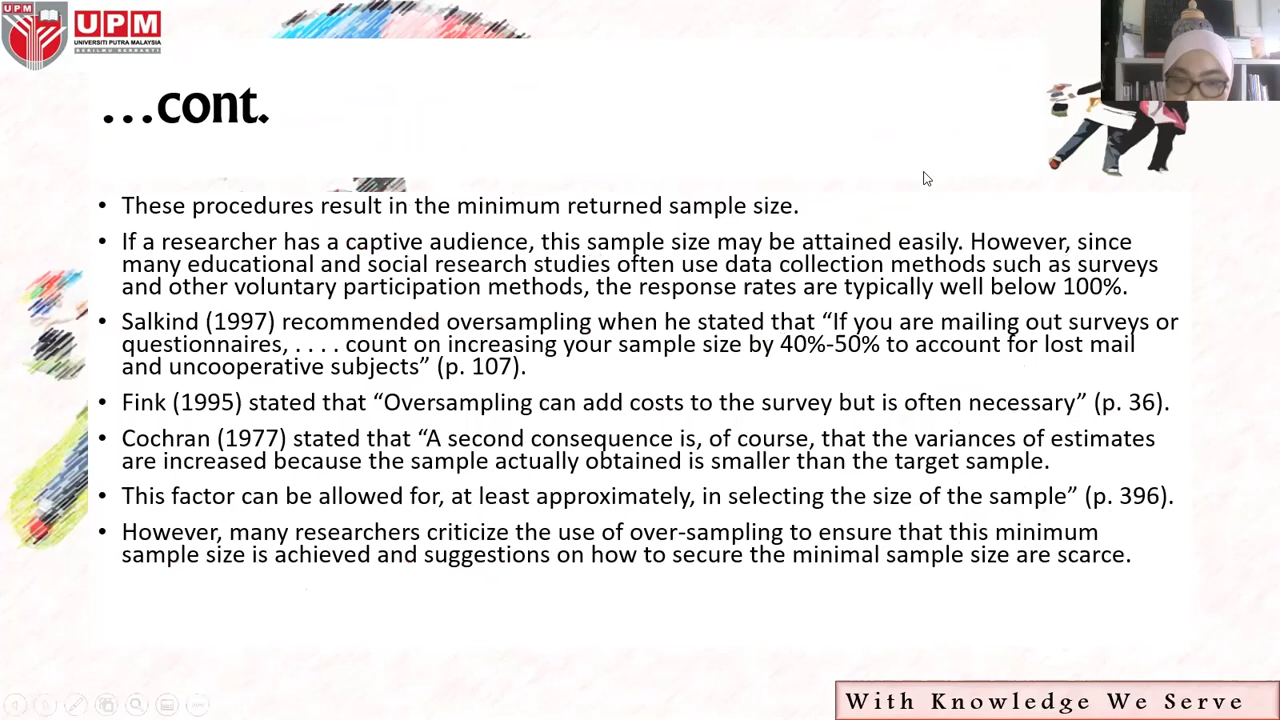 UPM
UPM
UNIVERSITI PUTRA MALAYSIA
BERILMU BERBAKTI
...cont.
• These procedures result in the minimum returned sample size.
• If a researcher has a captive audience, this sample size may be attained easily. However, since
many educational and social research studies often use data collection methods such as surveys
and other voluntary participation methods, the response rates are typically well below 100%.
• Salkind (1997) recommended oversampling when he stated that “If you are mailing out surveys or
questionnaires, . . . . count on increasing your sample size by 40%-50% to account for lost mail
and uncooperative subjects” (p. 107).
• Fink (1995) stated that “Oversampling can add costs to the survey but is often necessary” (p. 36).
• Cochran (1977) stated that “A second consequence is, of course, that the variances of estimates
are increased because the sample actually obtained is smaller than the target sample.
• This factor can be allowed for, at least approximately, in selecting the size of the sample” (p. 396).
• However, many researchers criticize the use of over-sampling to ensure that this minimum
sample size is achieved and suggestions on how to secure the minimal sample size are scarce.
With Knowledge We Serve